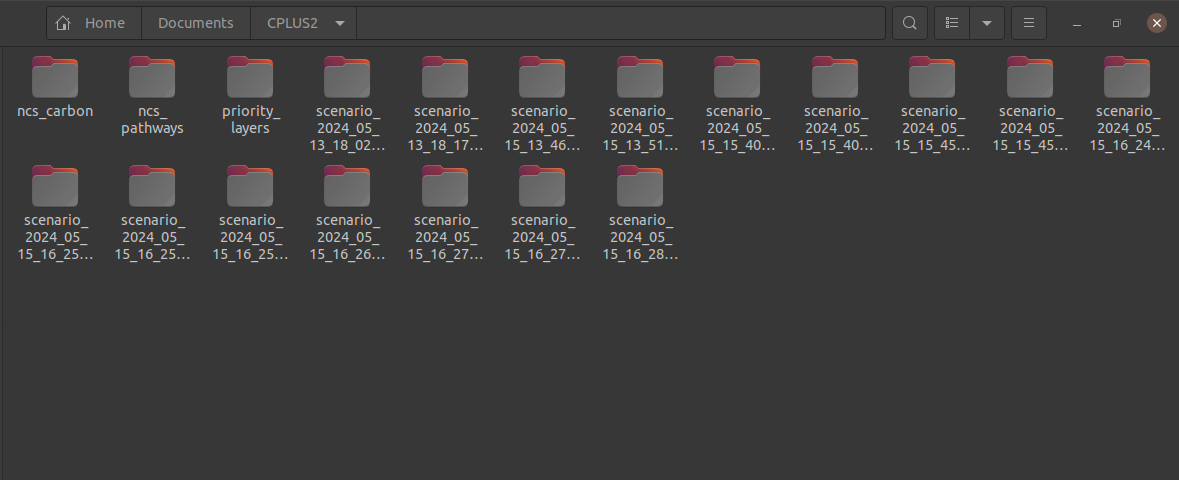 Home Documents CPLUS2
ncs_carbon
ncs_
pathways
priority_
layers
scenario_
2024_05_
13_18_02...
scenario_
2024_05_
13_18_17...
scenario_
2024_05_
15_13_46...
scenario_
2024_05_
15_13_51...
scenario_
2024_05_
15_15_40...
scenario_
2024_05_
15_15_40...
scenario_
2024_05_
15_15_45...
scenario_
2024_05_
15_15_45...
scenario_
2024_05_
15_16_24...
scenario_
2024_05_
15_16_25...
scenario_
2024_05_
15_16_25...
scenario_
2024_05_
15_16_25...
scenario_
2024_05_
15_16_26...
scenario_
2024_05_
15_16_27...
scenario_
2024_05_
15_16_27...
scenario_
2024_05_
15_16_28...